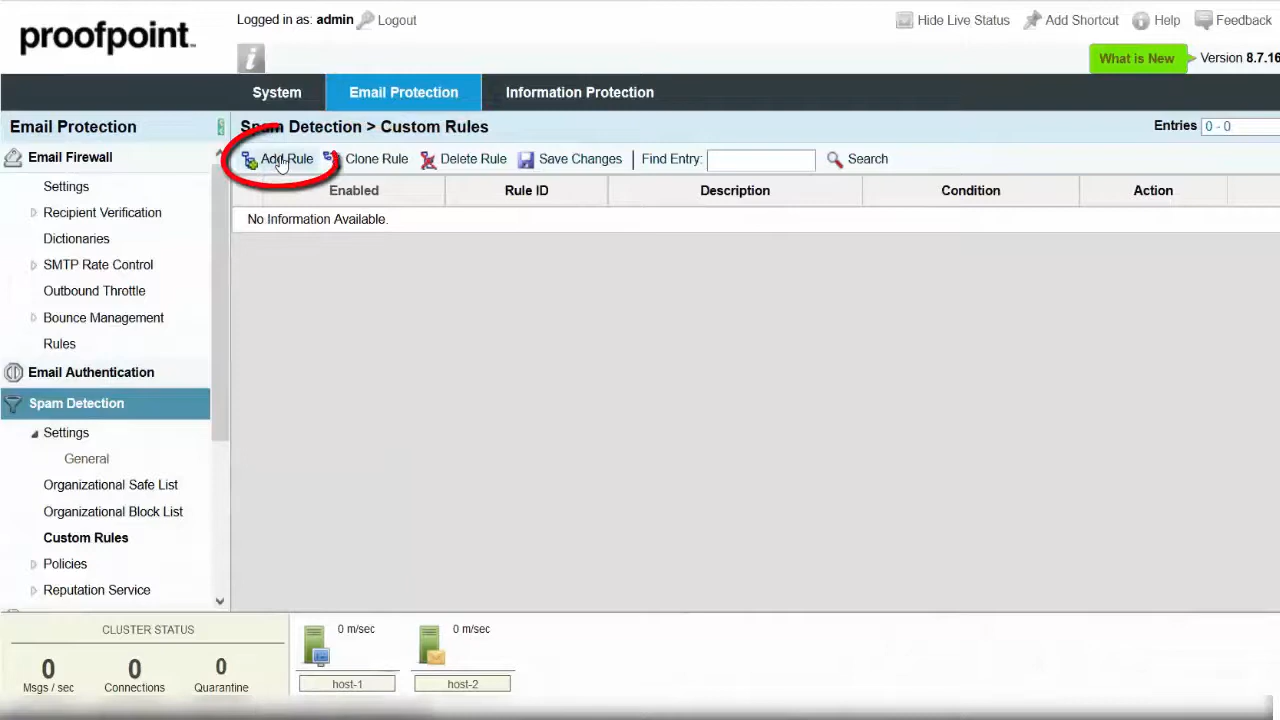 proofpoint
Logged in as: admin Logout
Hide Live Status Add Shortcut Help Feedback
What is New Version 8.7.16
System Email Protection Information Protection
Email Protection
Spam Detection > Custom Rules
Entries 0 - 0
Add Rule Clone Rule Delete Rule Save Changes Find Entry: Search
Enabled Rule ID Description Condition Action
No Information Available.
Email Firewall
Settings
Recipient Verification
Dictionaries
SMTP Rate Control
Outbound Throttle
Bounce Management
Rules
Email Authentication
Spam Detection
Settings
General
Organizational Safe List
Organizational Block List
Custom Rules
Policies
Reputation Service
CLUSTER STATUS
0 0 0
Msgs / sec Connections Quarantine
0 m/sec 0 m/sec
host-1 host-2